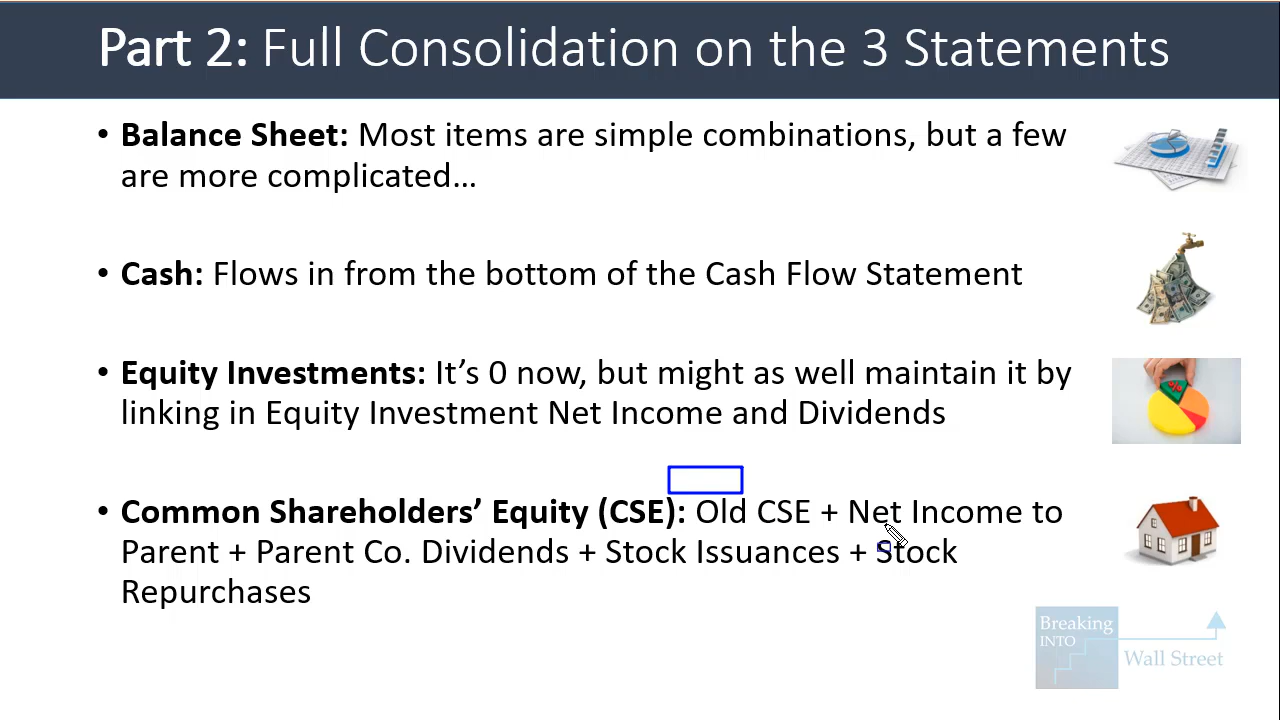 Part 2: Full Consolidation on the 3 Statements
• Balance Sheet: Most items are simple combinations, but a few
are more complicated…
• Cash: Flows in from the bottom of the Cash Flow Statement
• Equity Investments: It’s 0 now, but might as well maintain it by
linking in Equity Investment Net Income and Dividends
• Common Shareholders’ Equity (CSE): Old CSE + Net Income to
Parent + Parent Co. Dividends + Stock Issuances + Stock
Repurchases
Breaking
INTO
Wall Street